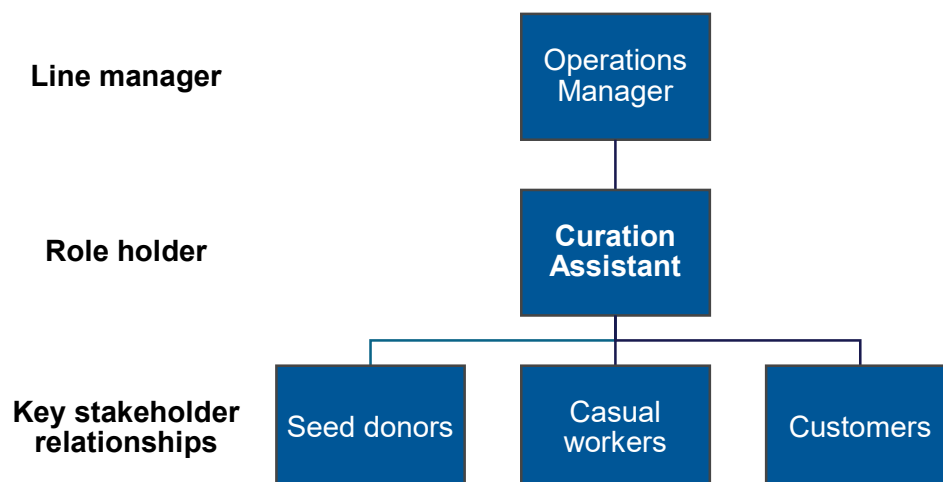 Line manager
Operations
Manager
Role holder
Curation
Assistant
Key stakeholder
relationships
Seed donors
Casual
workers
Customers